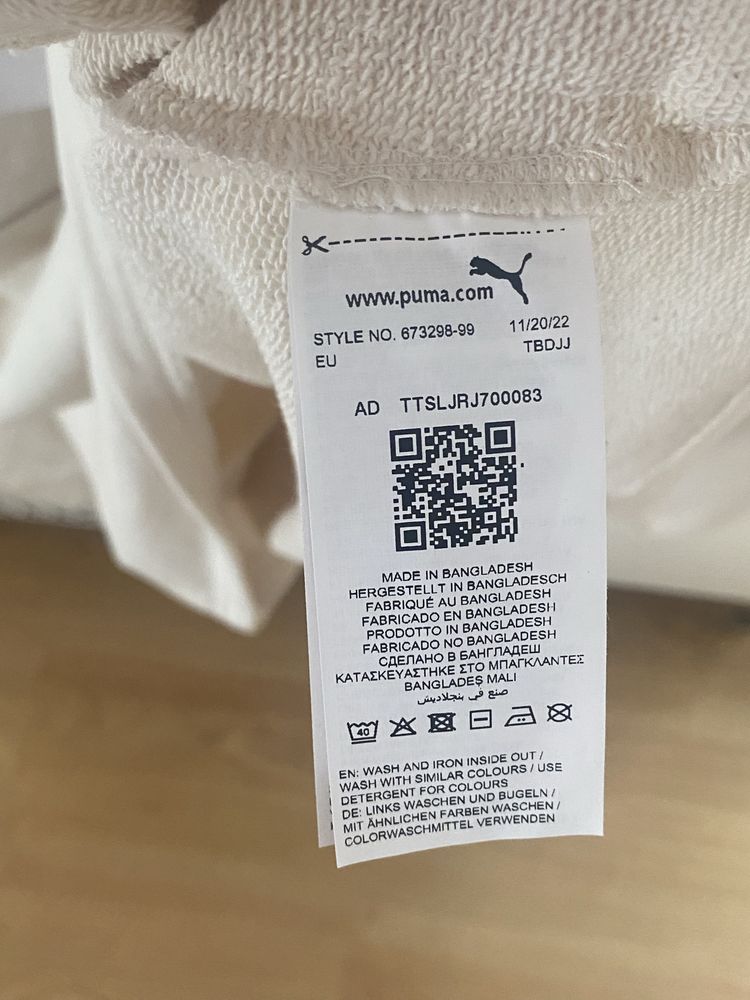 www.puma.com
STYLE NO. 673298-99 11/20/22
EU TBDJJ
AD TTSLJRJ700083
MADE IN BANGLADESH
HERGESTELLT IN BANGLADESCH
FABRIQUÉ AU BANGLADESH
FABRICADO EN BANGLADESH
PRODOTTO IN BANGLADESH
FABRICADO NO BANGLADESH
СДЕЛАНО В БАНГЛАДЕШ
ΚΑΤΑΣΚΕΥΑΣΤΗΚΕ ΣΤΟ ΜΠΑΓΚΛΑΝΤΕΣ
BANGLADEŞ MALI
صنع في بنجلاديش
40
EN: WASH AND IRON INSIDE OUT /
WASH WITH SIMILAR COLOURS / USE
DETERGENT FOR COLOURS
DE: LINKS WASCHEN UND BUGELN /
MIT ÄHNLICHEN FARBEN WASCHEN /
COLORWASCHMITTEL VERWENDEN